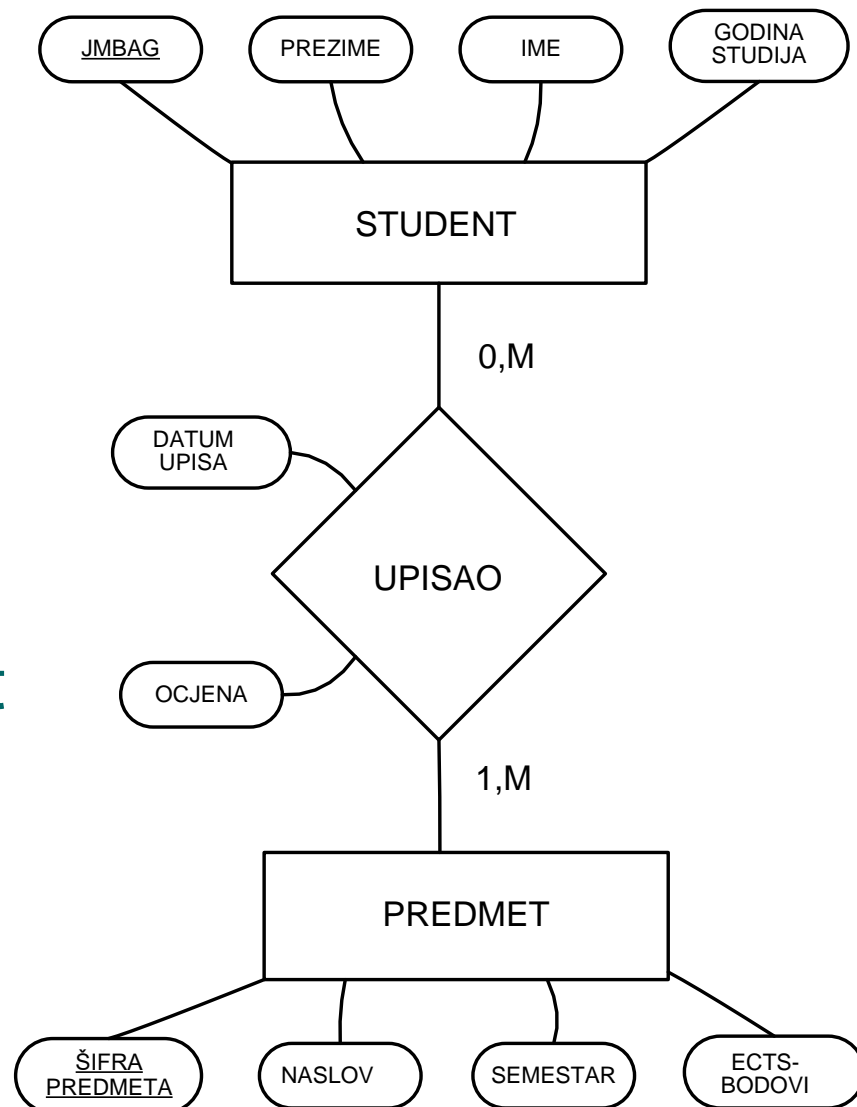 JMBAG
PREZIME
IME
GODINA
STUDIJA
STUDENT
0,M
DATUM
UPISA
UPISAO
OCJENA
1,M
PREDMET
ŠIFRA
PREDMETA
NASLOV
SEMESTAR
ECTS-
BODOVI